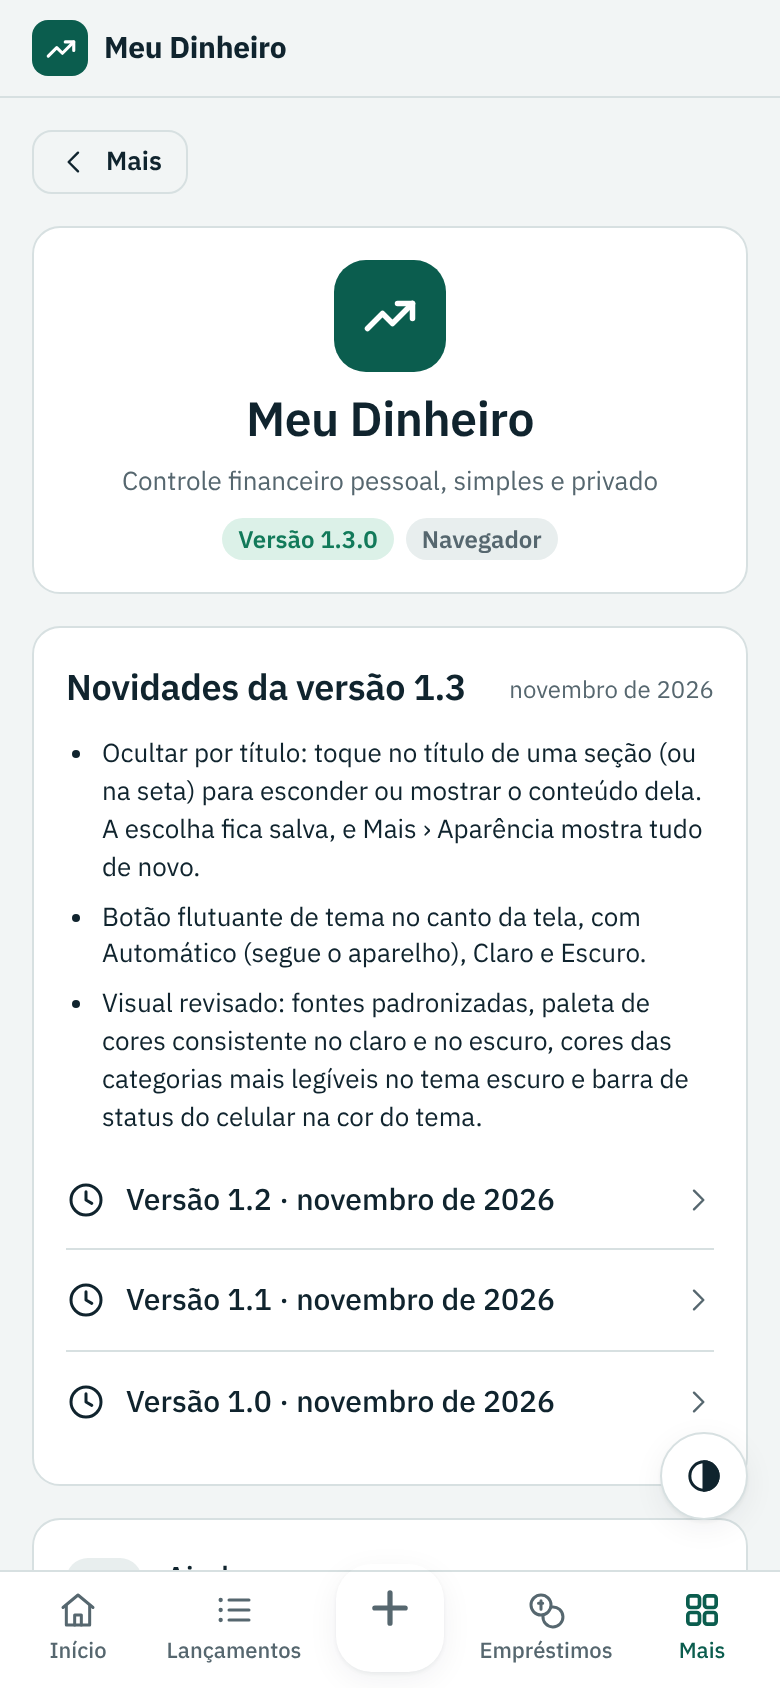 Meu Dinheiro
Mais
Meu Dinheiro
Controle financeiro pessoal, simples e privado
Versão 1.3.0 Navegador
Novidades da versão 1.3 novembro de 2026
• Ocultar por título: toque no título de uma seção (ou
na seta) para esconder ou mostrar o conteúdo dela.
A escolha fica salva, e Mais › Aparência mostra tudo
de novo.
• Botão flutuante de tema no canto da tela, com
Automático (segue o aparelho), Claro e Escuro.
• Visual revisado: fontes padronizadas, paleta de
cores consistente no claro e no escuro, cores das
categorias mais legíveis no tema escuro e barra de
status do celular na cor do tema.
Versão 1.2 · novembro de 2026
Versão 1.1 · novembro de 2026
Versão 1.0 · novembro de 2026
Início Lançamentos Empréstimos Mais